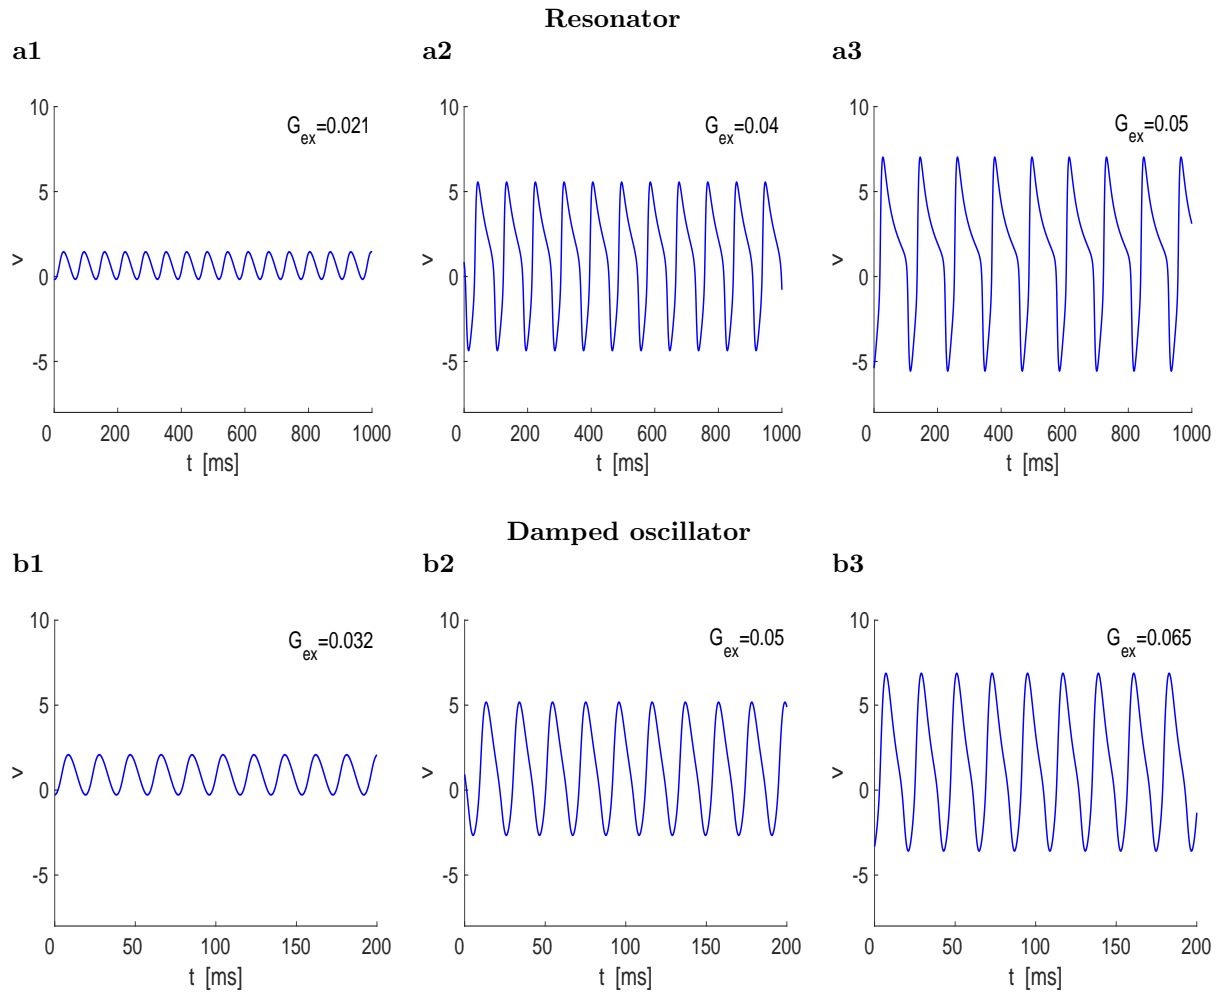 Resonator
a1
a2
a3
G_ex=0.021
G_ex=0.04
G_ex=0.05
10
5
0
-5
v
0 200 400 600 800 1000
t [ms]
10
5
0
-5
v
0 200 400 600 800 1000
t [ms]
10
5
0
-5
v
0 200 400 600 800 1000
t [ms]
Damped oscillator
b1
b2
b3
G_ex=0.032
G_ex=0.05
G_ex=0.065
10
5
0
-5
v
0 50 100 150 200
t [ms]
10
5
0
-5
v
0 50 100 150 200
t [ms]
10
5
0
-5
v
0 50 100 150 200
t [ms]